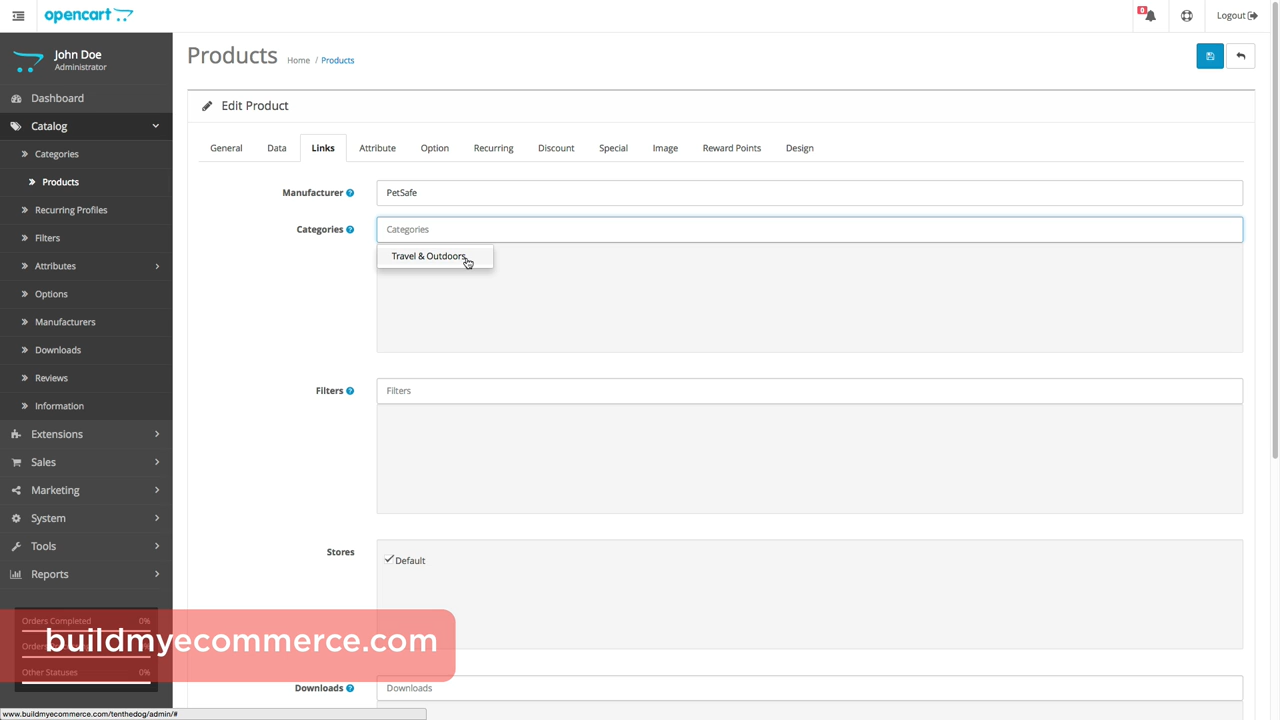 opencart
0
Logout
John Doe
Administrator
Products
Home / Products
Dashboard
Catalog
Categories
Products
Recurring Profiles
Filters
Attributes
Options
Manufacturers
Downloads
Reviews
Information
Extensions
Sales
Marketing
System
Tools
Reports
Orders Completed 0%
Other Statuses 0%
Edit Product
General Data Links Attribute Option Recurring Discount Special Image Reward Points Design
Manufacturer ? PetSafe
Categories ? Categories
Travel & Outdoors
Filters ? Filters
Stores Default
Downloads ? Downloads
buildmyecommerce.com
www.buildmyecommerce.com/tenthedog/admin/#